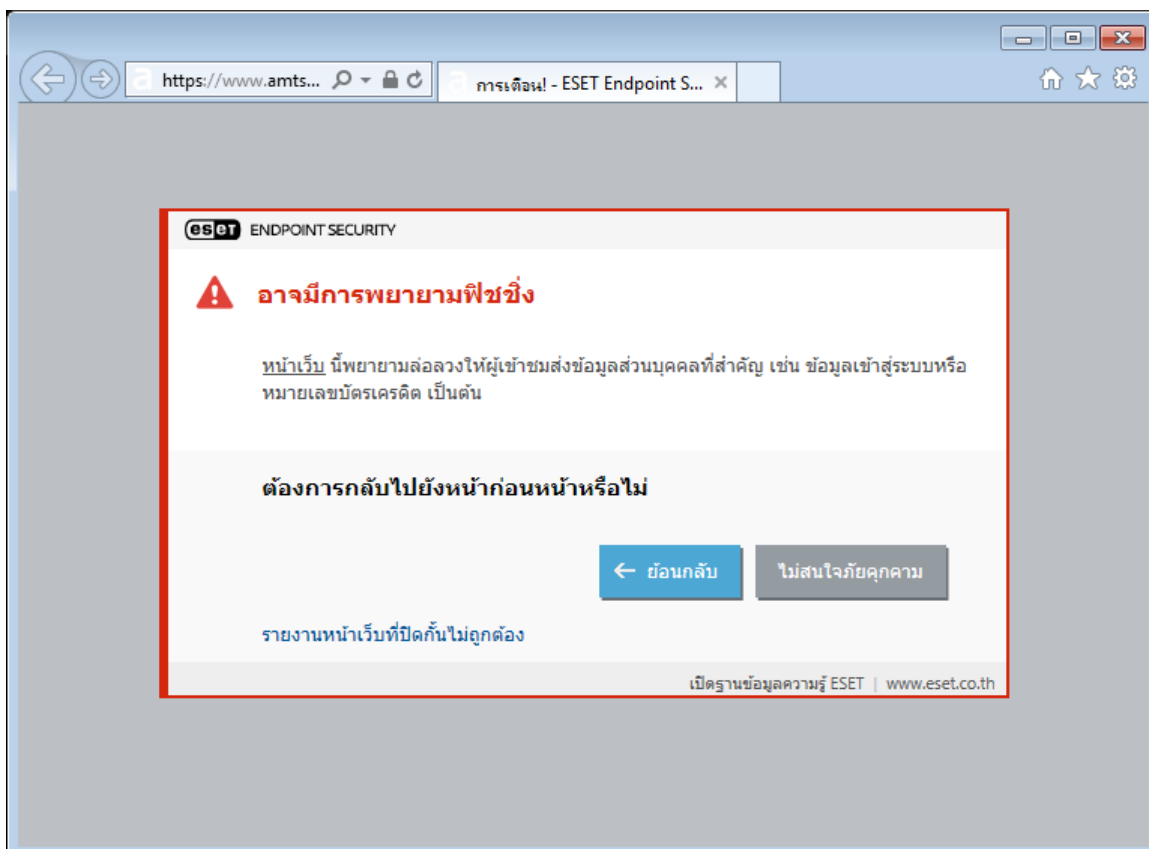 https://www.amts...
การเตือน! - ESET Endpoint S...
eset ENDPOINT SECURITY
อาจมีการพยายามฟิชชิ่ง
หน้าเว็บ นี้พยายามล่อลวงให้ผู้เข้าชมส่งข้อมูลส่วนบุคคลที่สำคัญ เช่น ข้อมูลเข้าสู่ระบบหรือ
หมายเลขบัตรเครดิต เป็นต้น
ต้องการกลับไปยังหน้าก่อนหน้าหรือไม่
ย้อนกลับ
ไม่สนใจภัยคุกคาม
รายงานหน้าเว็บที่ปิดกั้นไม่ถูกต้อง
เปิดฐานข้อมูลความรู้ ESET | www.eset.co.th